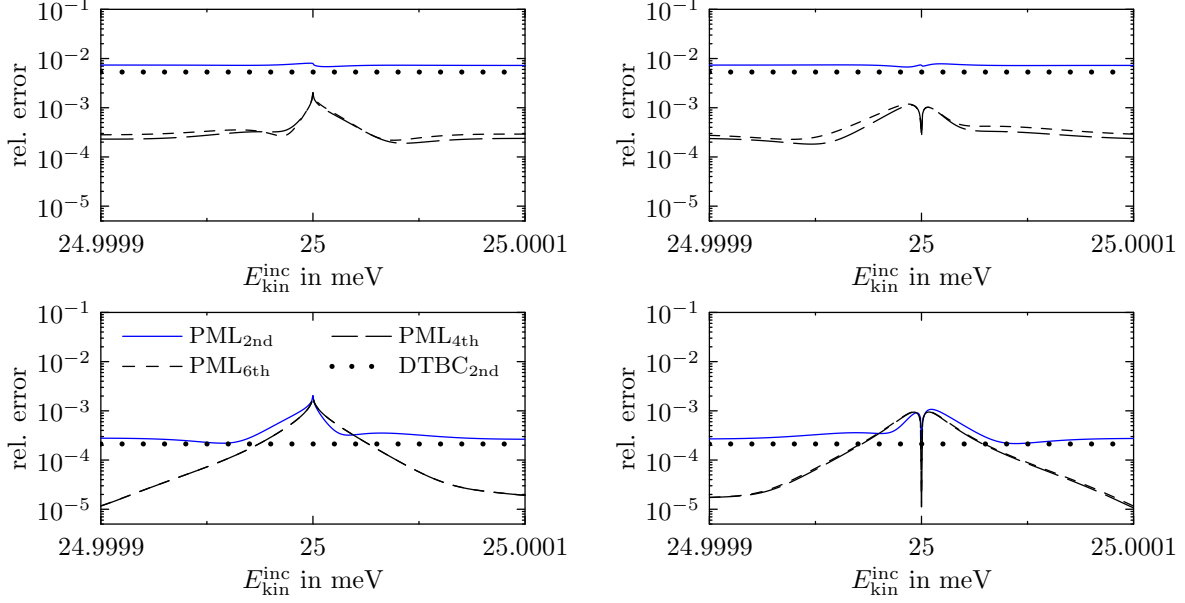 10⁻¹ 10⁻¹
10⁻² 10⁻²
10⁻³ 10⁻³
10⁻⁴ 10⁻⁴
10⁻⁵ 10⁻⁵
rel. error rel. error
24.9999 25 25.0001 24.9999 25 25.0001
E_kin^inc in meV E_kin^inc in meV
10⁻¹ 10⁻¹
PML_2nd PML_4th
10⁻² 10⁻²
PML_6th DTBC_2nd
10⁻³ 10⁻³
10⁻⁴ 10⁻⁴
10⁻⁵ 10⁻⁵
rel. error rel. error
24.9999 25 25.0001 24.9999 25 25.0001
E_kin^inc in meV E_kin^inc in meV